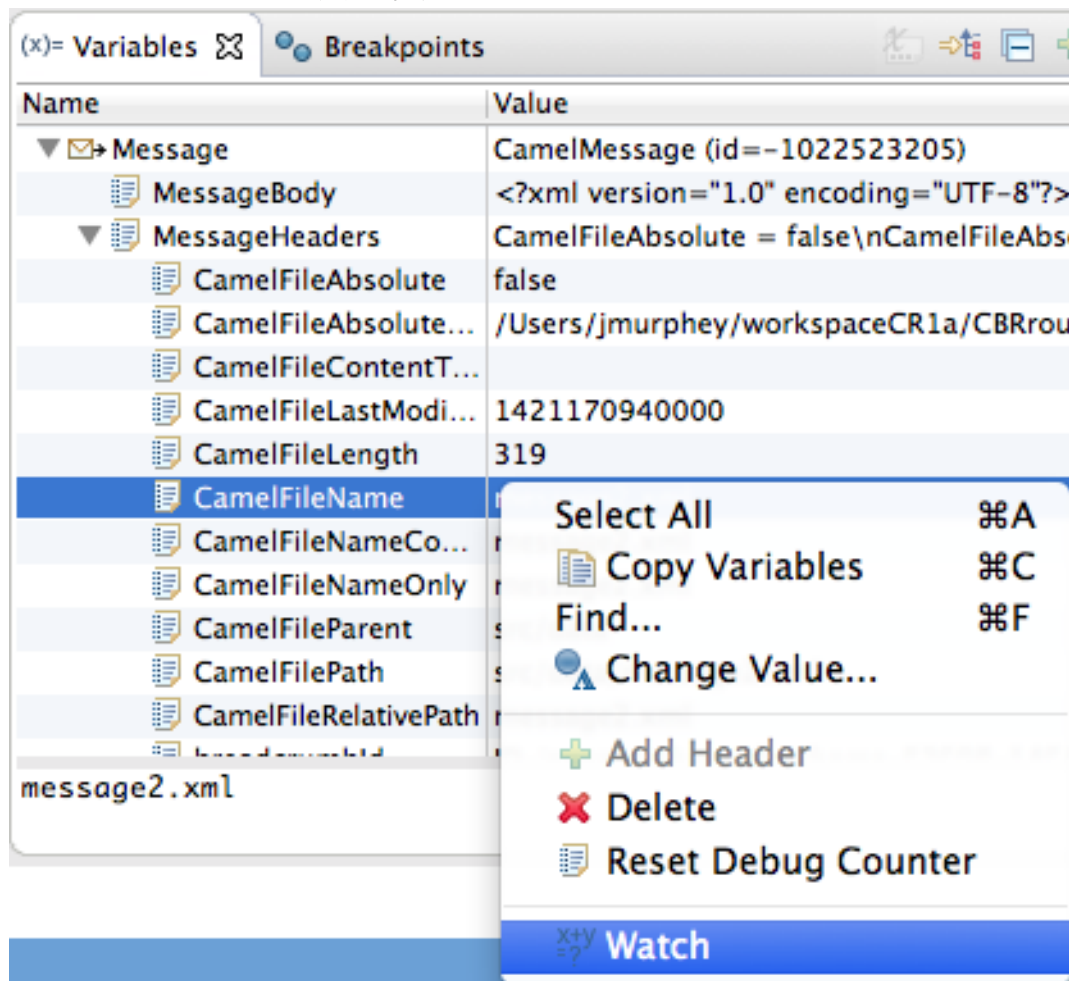 (x)= Variables Breakpoints
Name Value
Message CamelMessage (id=-1022523205)
MessageBody <?xml version="1.0" encoding="UTF-8"?>
MessageHeaders CamelFileAbsolute = false\nCamelFileAbs
CamelFileAbsolute false
CamelFileAbsolute... /Users/jmurphey/workspaceCR1a/CBRrou
CamelFileContentT...
CamelFileLastModi... 1421170940000
CamelFileLength 319
CamelFileName
CamelFileNameCo...
CamelFileNameOnly
CamelFileParent
CamelFilePath
CamelFileRelativePath
breadcrumbId
message2.xml
Select All ⌘A
Copy Variables ⌘C
Find... ⌘F
Change Value...
Add Header
Delete
Reset Debug Counter
x+y
=?
Watch